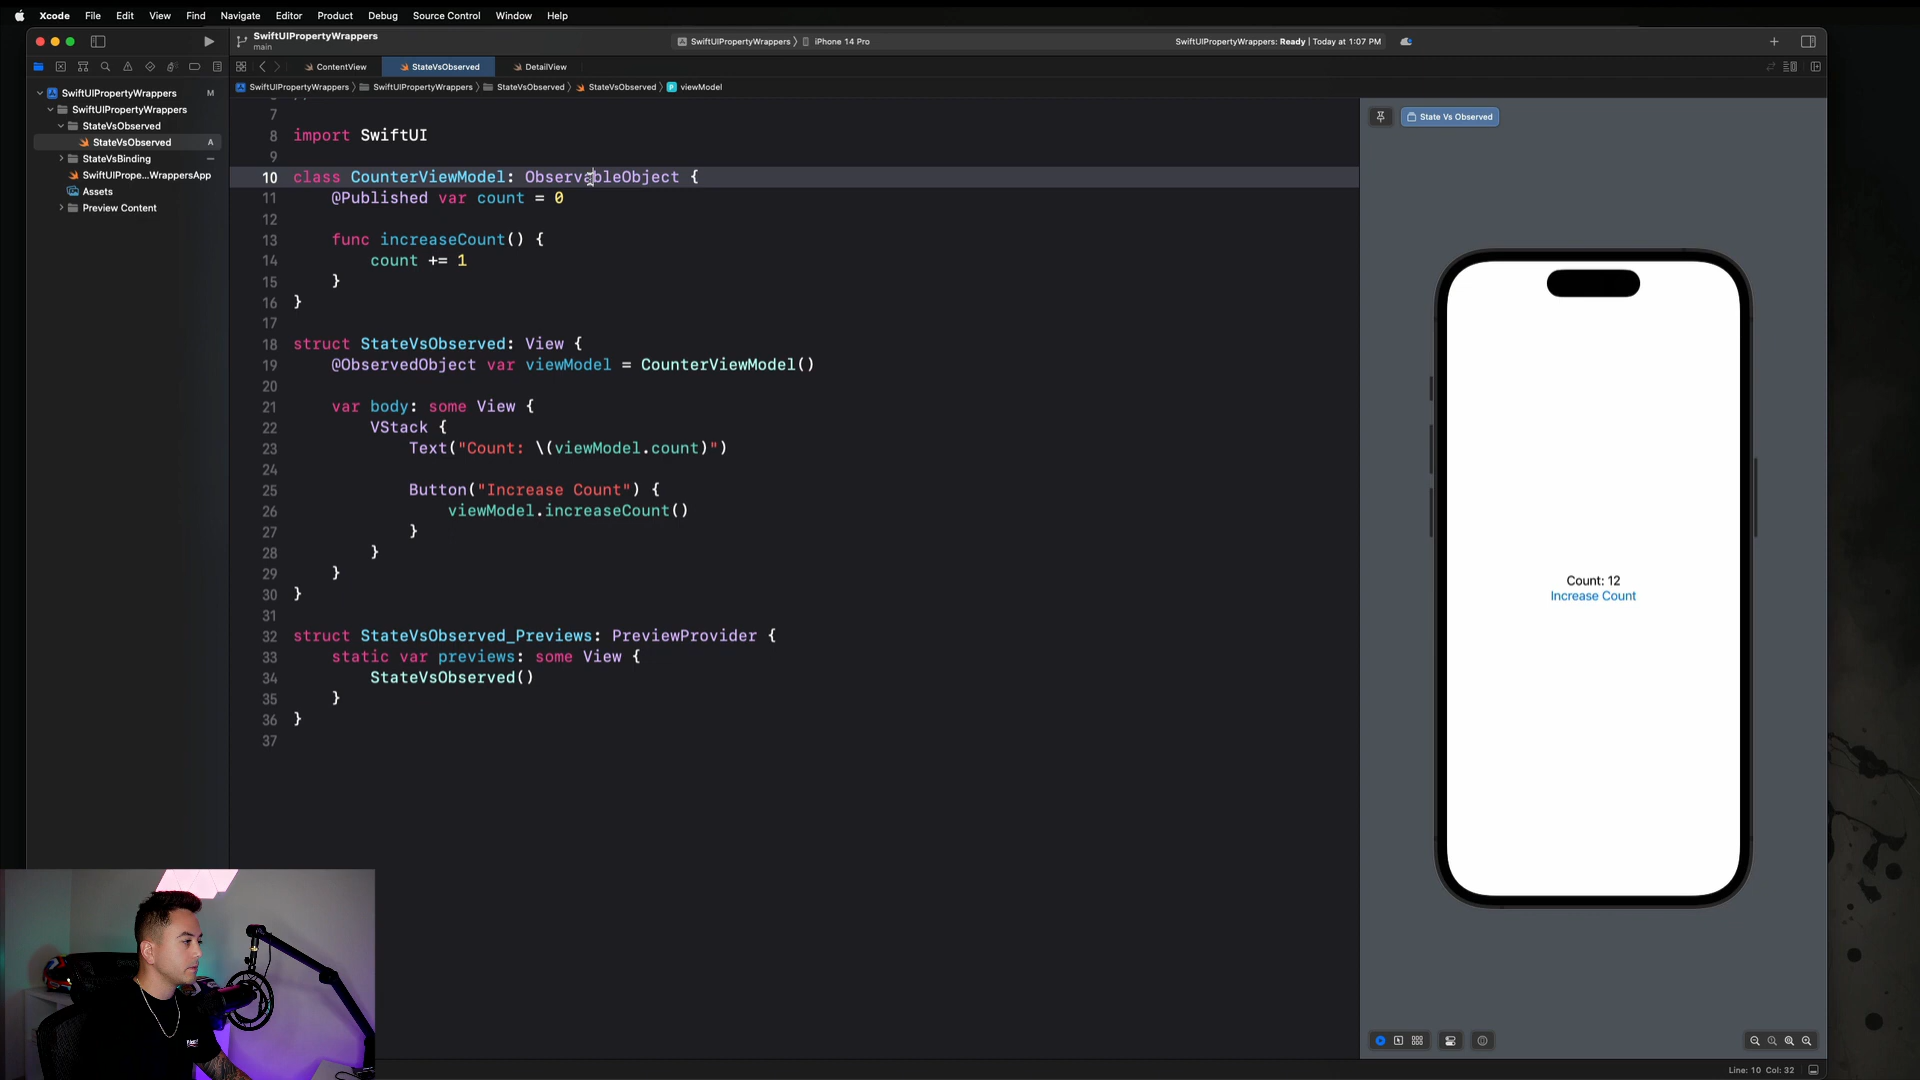 Xcode File Edit View Find Navigate Editor Product Debug Source Control Window Help
SwiftUIPropertyWrappers
main
SwiftUIPropertyWrappers 〉 iPhone 14 Pro
SwiftUIPropertyWrappers: Ready | Today at 1:07 PM
ContentView StateVsObserved DetailView
SwiftUIPropertyWrappers 〉 SwiftUIPropertyWrappers 〉 StateVsObserved 〉 StateVsObserved 〉 P viewModel
SwiftUIPropertyWrappers M
SwiftUIPropertyWrappers
StateVsObserved
StateVsObserved A
StateVsBinding
SwiftUIPrope...WrappersApp
Assets
Preview Content
7
8 import SwiftUI
9
10 class CounterViewModel: ObservableObject {
11 @Published var count = 0
12
13 func increaseCount() {
14 count += 1
15 }
16 }
17
18 struct StateVsObserved: View {
19 @ObservedObject var viewModel = CounterViewModel()
20
21 var body: some View {
22 VStack {
23 Text("Count: \(viewModel.count)")
24
25 Button("Increase Count") {
26 viewModel.increaseCount()
27 }
28 }
29 }
30 }
31
32 struct StateVsObserved_Previews: PreviewProvider {
33 static var previews: some View {
34 StateVsObserved()
35 }
36 }
37
State Vs Observed
Count: 12
Increase Count
Line: 10 Col: 32